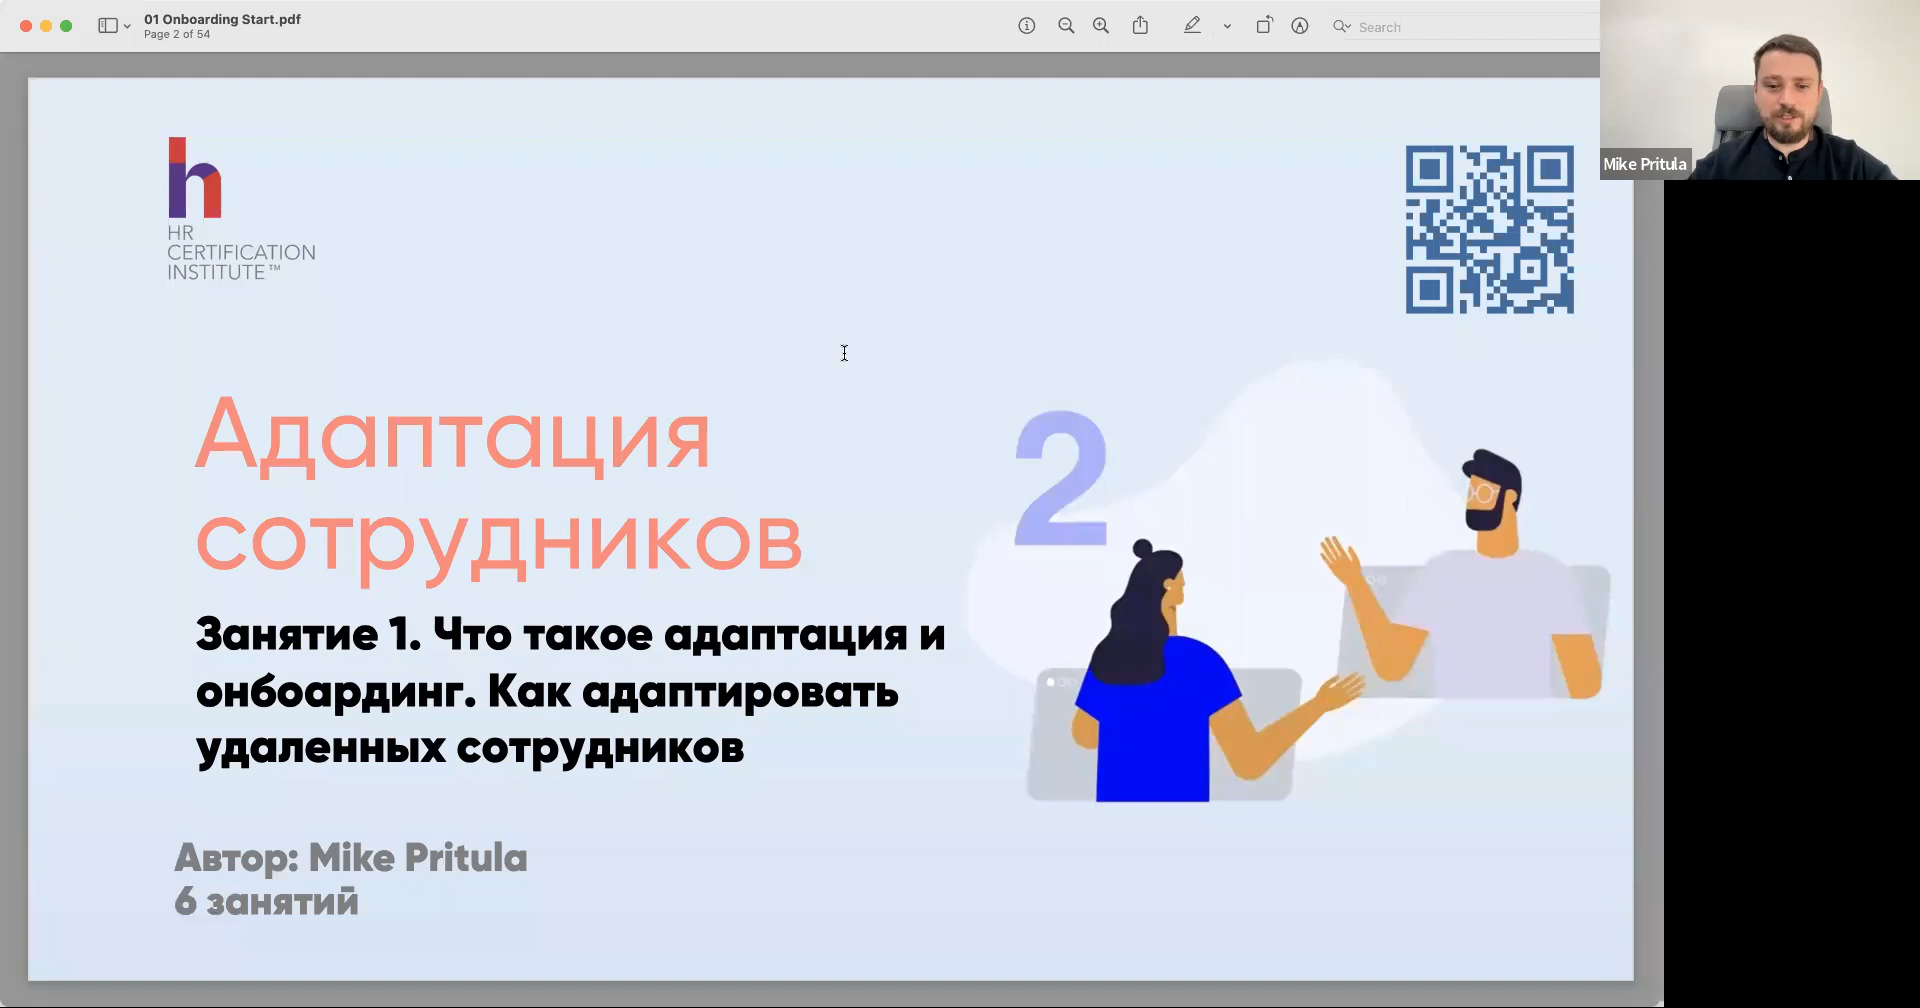 01 Onboarding Start.pdf
Page 2 of 54
Search
Mike Pritula
HR
CERTIFICATION
INSTITUTE™
2
Адаптация
сотрудников
Занятие 1. Что такое адаптация и
онбоардинг. Как адаптировать
удаленных сотрудников
Автор: Mike Pritula
6 занятий